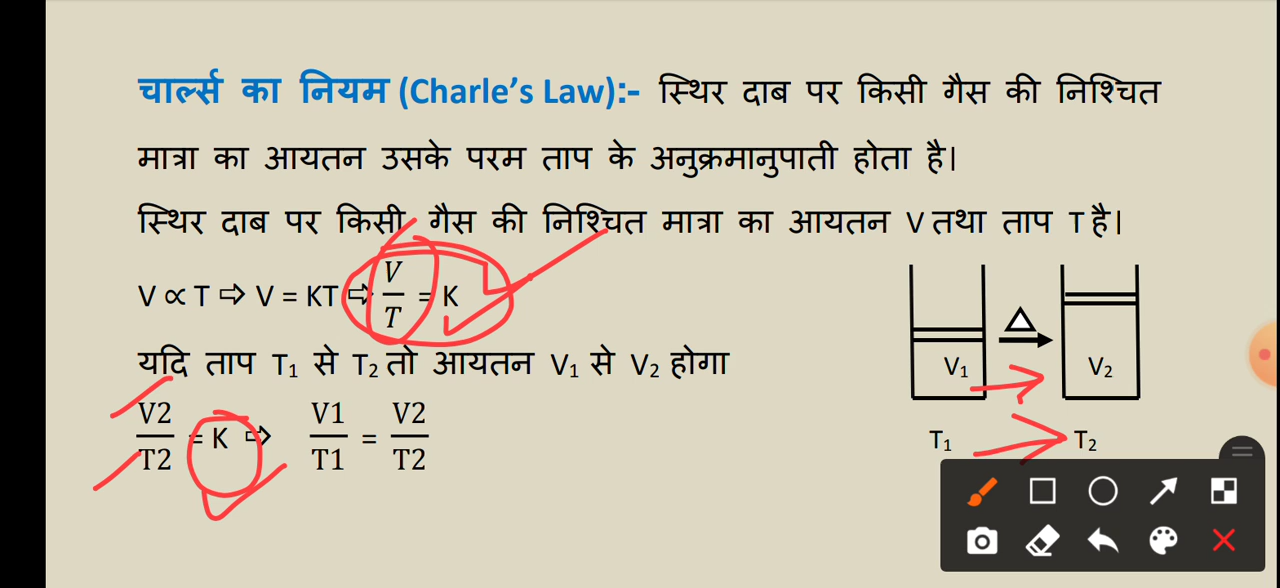 चार्ल्स का नियम (Charle's Law):- स्थिर दाब पर किसी गैस की निश्चित
मात्रा का आयतन उसके परम ताप के अनुक्रमानुपाती होता है।
स्थिर दाब पर किसी गैस की निश्चित मात्रा का आयतन V तथा ताप T है।
V ∝ T ⇨ V = KT ⇨ V/T = K
यदि ताप T₁ से T₂ तो आयतन V₁ से V₂ होगा
V2/T2 = K ⇨ V1/T1 = V2/T2
V₁ V₂
T₁ T₂